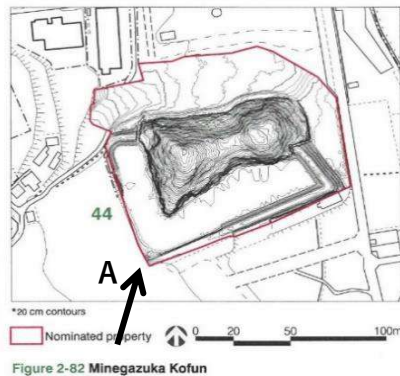 44
A
*20 cm contours
Nominated property 0 20 50 100m
Figure 2-82 Minegazuka Kofun